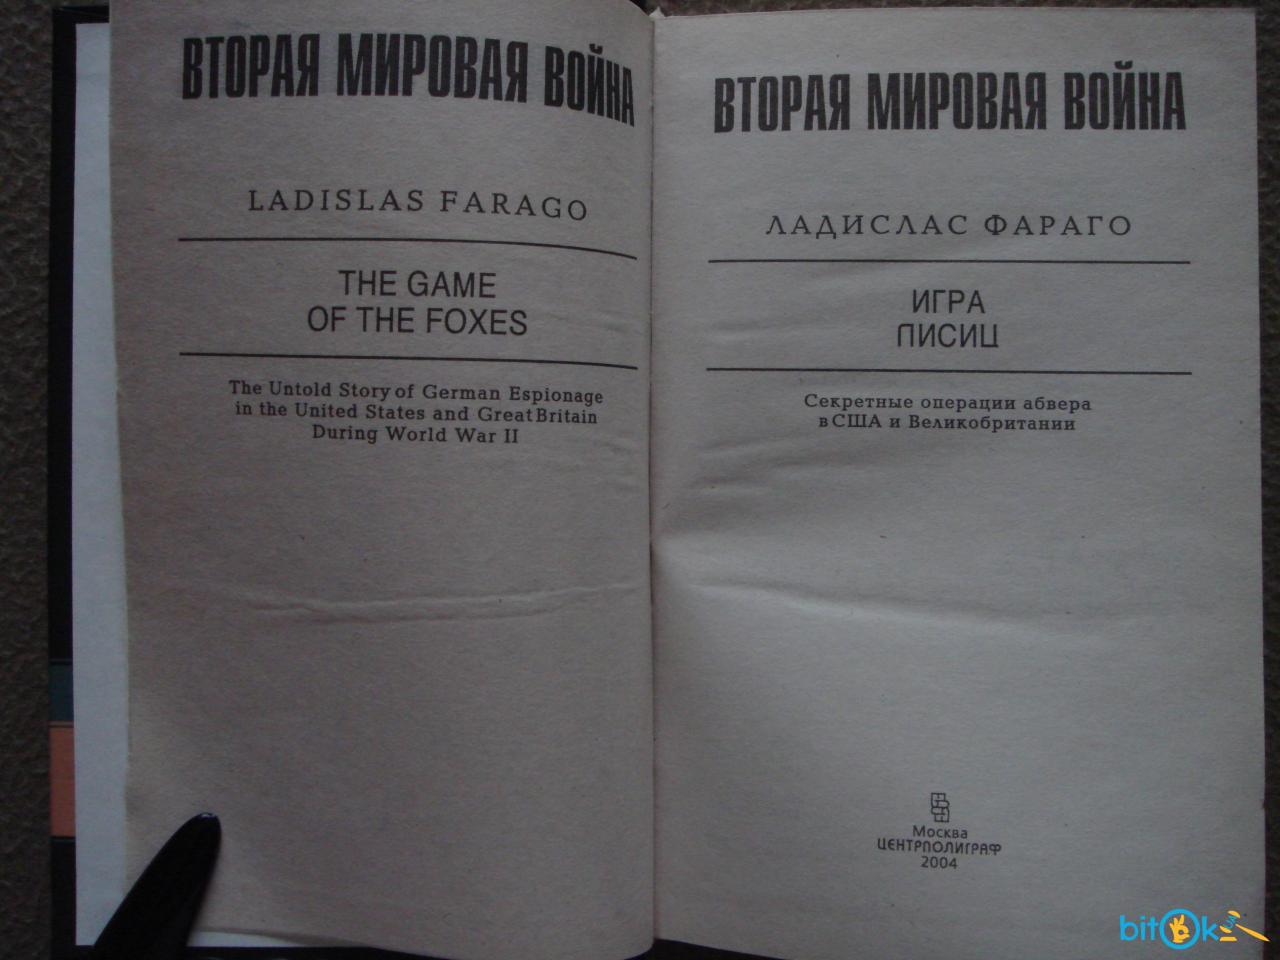 ВТОРАЯ МИРОВАЯ ВОЙНА
LADISLAS FARAGO
THE GAME
OF THE FOXES
The Untold Story of German Espionage
in the United States and Great Britain
During World War II
ВТОРАЯ МИРОВАЯ ВОЙНА
ЛАДИСЛАС ФАРАГО
ИГРА
ЛИСИЦ
Секретные операции абвера
в США и Великобритании
Москва
ЦЕНТРПОЛИГРАФ
2004
bitOk